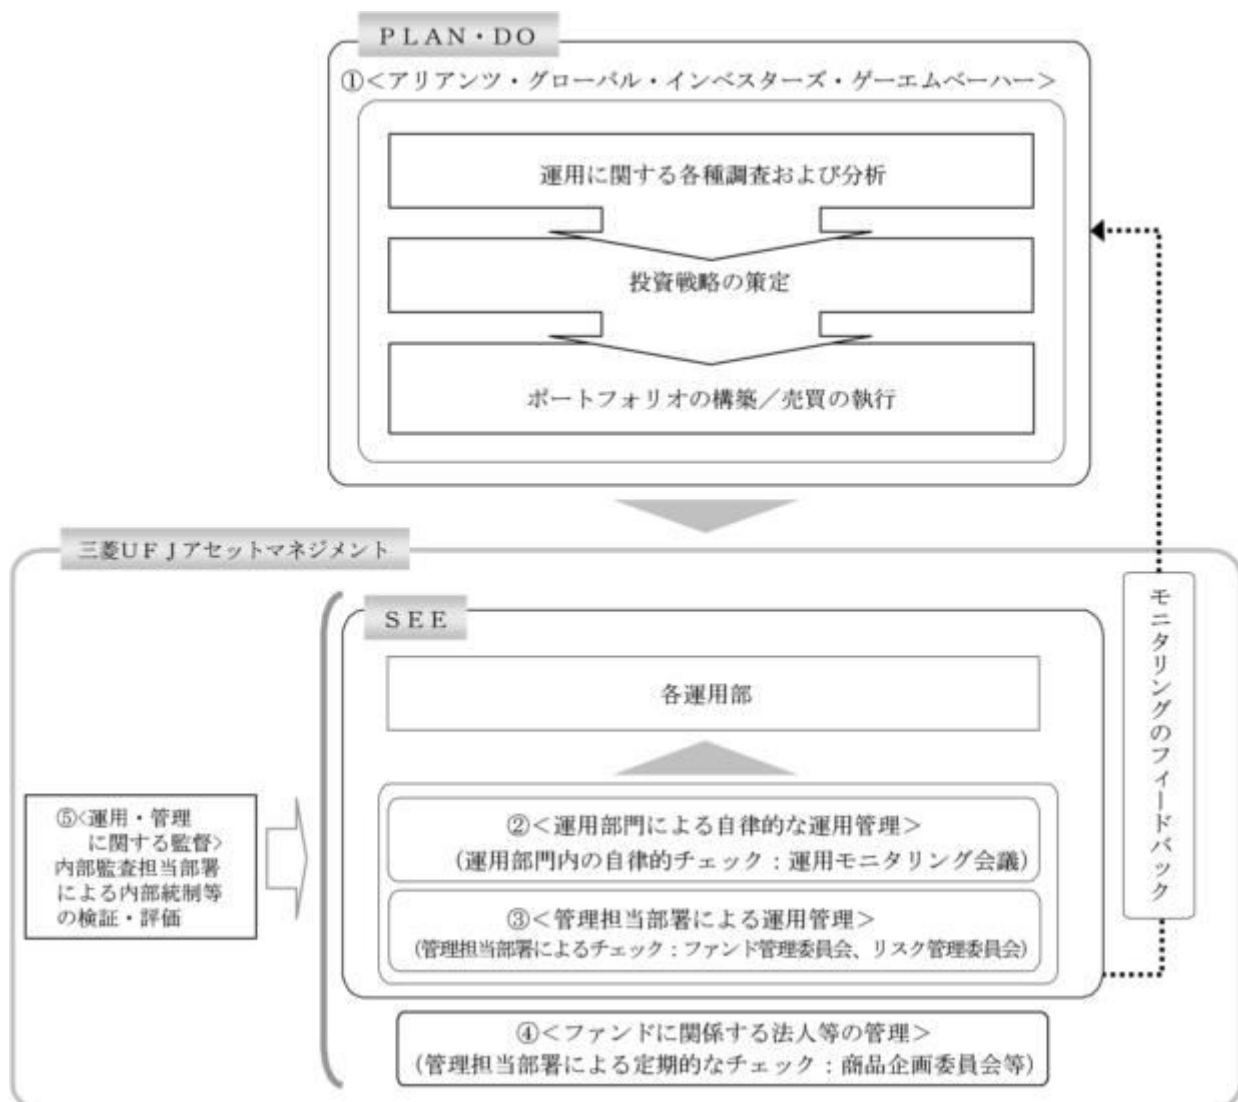 ＰＬＡＮ・ＤＯ
①＜アリアンツ・グローバル・インベスターズ・ゲーエムベーハー＞
運用に関する各種調査および分析
投資戦略の策定
ポートフォリオの構築／売買の執行
三菱ＵＦＪアセットマネジメント
ＳＥＥ
各運用部
②＜運用部門による自律的な運用管理＞
（運用部門内の自律的チェック：運用モニタリング会議）
③＜管理担当部署による運用管理＞
（管理担当部署によるチェック：ファンド管理委員会、リスク管理委員会）
④＜ファンドに関係する法人等の管理＞
（管理担当部署による定期的なチェック：商品企画委員会等）
⑤＜運用・管理
に関する監督＞
内部監査担当部署
による内部統制等
の検証・評価
モニタリングのフィードバック